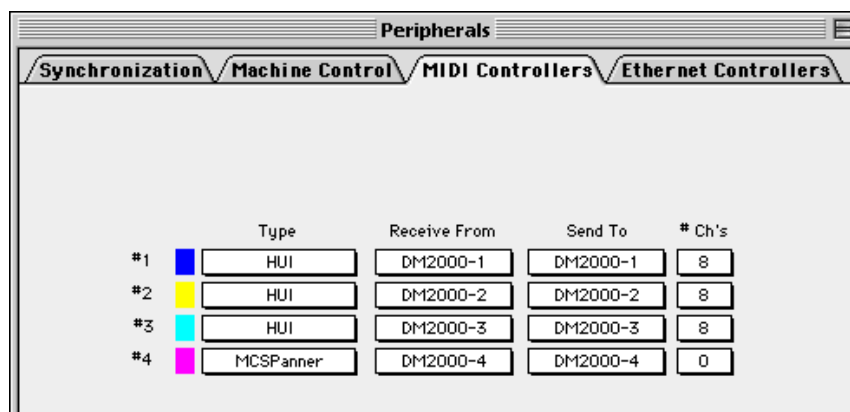 Peripherals
Synchronization Machine Control MIDI Controllers Ethernet Controllers
Type Receive From Send To # Ch's
#1 HUI DM2000-1 DM2000-1 8
#2 HUI DM2000-2 DM2000-2 8
#3 HUI DM2000-3 DM2000-3 8
#4 MCSPanner DM2000-4 DM2000-4 0